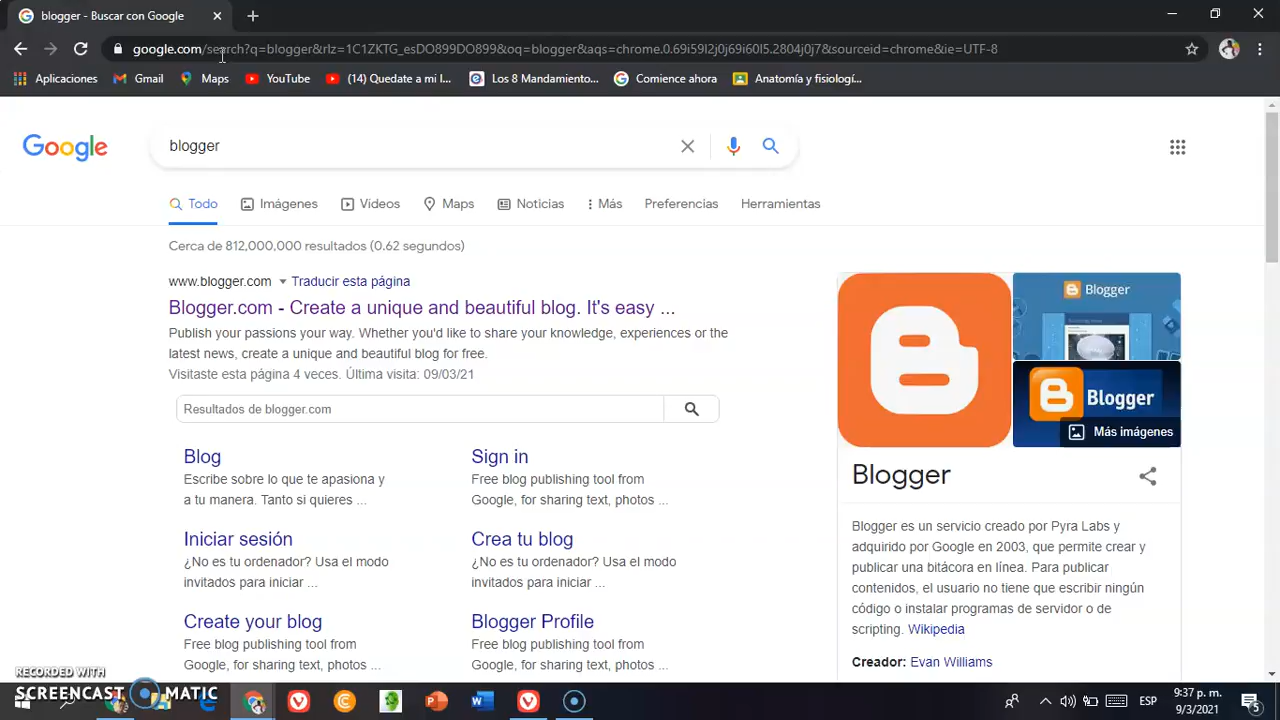 blogger - Buscar con Google
google.com/search?q=blogger&rlz=1C1ZKTG_esDO899DO899&oq=blogger&aqs=chrome.0.69i59l2j0j69i60l5.2804j0j7&sourceid=chrome&ie=UTF-8
Aplicaciones Gmail Maps YouTube (14) Quedate a mi l... Los 8 Mandamiento... Comience ahora Anatomía y fisiologí...
Google
blogger
Todo Imágenes Videos Maps Noticias Más Preferencias Herramientas
Cerca de 812,000,000 resultados (0.62 segundos)
www.blogger.com Traducir esta página
Blogger.com - Create a unique and beautiful blog. It's easy ...
Publish your passions your way. Whether you'd like to share your knowledge, experiences or the
latest news, create a unique and beautiful blog for free.
Visitaste esta página 4 veces. Última visita: 09/03/21
Resultados de blogger.com
Blog
Escribe sobre lo que te apasiona y
a tu manera. Tanto si quieres ...
Sign in
Free blog publishing tool from
Google, for sharing text, photos ...
Iniciar sesión
¿No es tu ordenador? Usa el modo
invitados para iniciar ...
Crea tu blog
¿No es tu ordenador? Usa el modo
invitados para iniciar ...
Create your blog
Free blog publishing tool from
Google, for sharing text, photos ...
Blogger Profile
Free blog publishing tool from
Google, for sharing text, photos ...
Blogger
Blogger
Más imágenes
Blogger
Blogger es un servicio creado por Pyra Labs y
adquirido por Google en 2003, que permite crear y
publicar una bitácora en línea. Para publicar
contenidos, el usuario no tiene que escribir ningún
código o instalar programas de servidor o de
scripting. Wikipedia
Creador: Evan Williams
RECORDED WITH
SCREENCAST MATIC
ESP
9:37 p. m.
9/3/2021
5